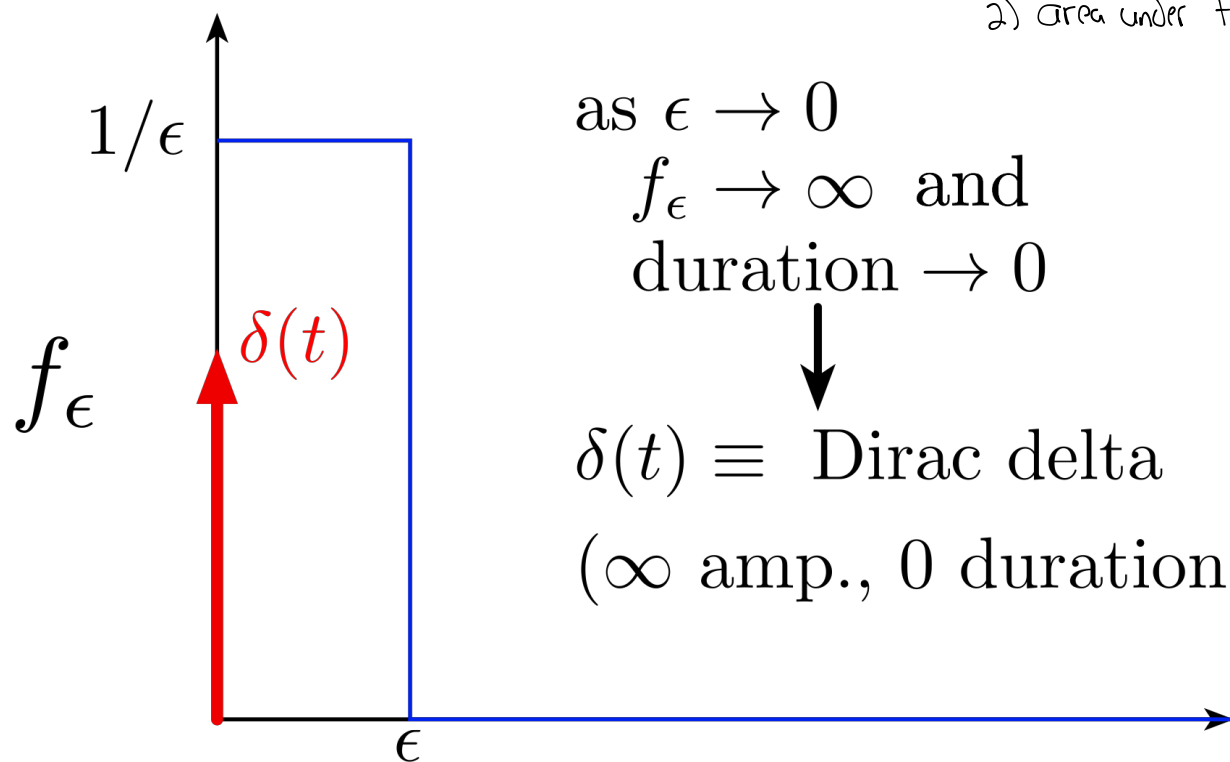 2) area under
1/ϵ
as ϵ → 0
f_ϵ → ∞ and
duration → 0
δ(t)
f_ϵ
δ(t) ≡ Dirac delta
(∞ amp., 0 duration
ϵ